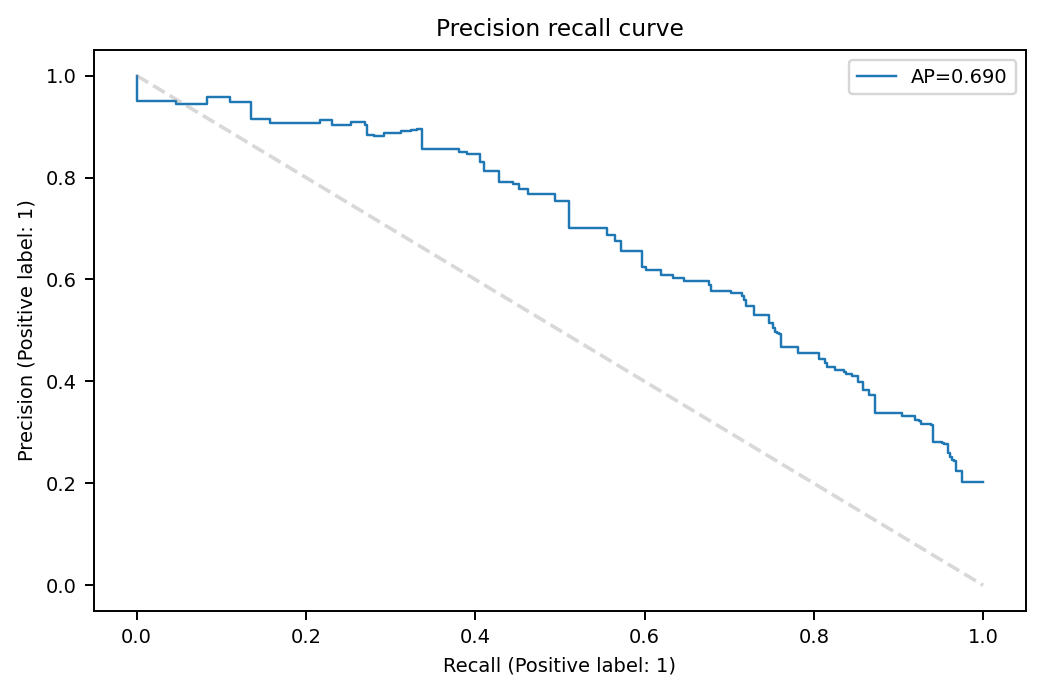 Precision recall curve
AP=0.690
1.0
0.8
0.6
0.4
0.2
0.0
Precision (Positive label: 1)
0.0 0.2 0.4 0.6 0.8 1.0
Recall (Positive label: 1)